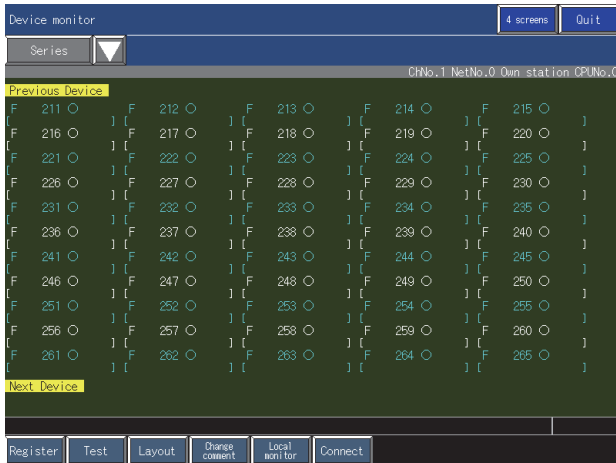 Device monitor 4 screens Quit
Series
ChNo.1 NetNo.0 Own station CPUNo.0
Previous Device
F 211 ○ F 212 ○ F 213 ○ F 214 ○ F 215 ○
[ ] [ ] [ ] [ ] [ ]
F 216 ○ F 217 ○ F 218 ○ F 219 ○ F 220 ○
[ ] [ ] [ ] [ ] [ ]
F 221 ○ F 222 ○ F 223 ○ F 224 ○ F 225 ○
[ ] [ ] [ ] [ ] [ ]
F 226 ○ F 227 ○ F 228 ○ F 229 ○ F 230 ○
[ ] [ ] [ ] [ ] [ ]
F 231 ○ F 232 ○ F 233 ○ F 234 ○ F 235 ○
[ ] [ ] [ ] [ ] [ ]
F 236 ○ F 237 ○ F 238 ○ F 239 ○ F 240 ○
[ ] [ ] [ ] [ ] [ ]
F 241 ○ F 242 ○ F 243 ○ F 244 ○ F 245 ○
[ ] [ ] [ ] [ ] [ ]
F 246 ○ F 247 ○ F 248 ○ F 249 ○ F 250 ○
[ ] [ ] [ ] [ ] [ ]
F 251 ○ F 252 ○ F 253 ○ F 254 ○ F 255 ○
[ ] [ ] [ ] [ ] [ ]
F 256 ○ F 257 ○ F 258 ○ F 259 ○ F 260 ○
[ ] [ ] [ ] [ ] [ ]
F 261 ○ F 262 ○ F 263 ○ F 264 ○ F 265 ○
[ ] [ ] [ ] [ ] [ ]
Next Device
Register Test Layout Change comment Local monitor Connect